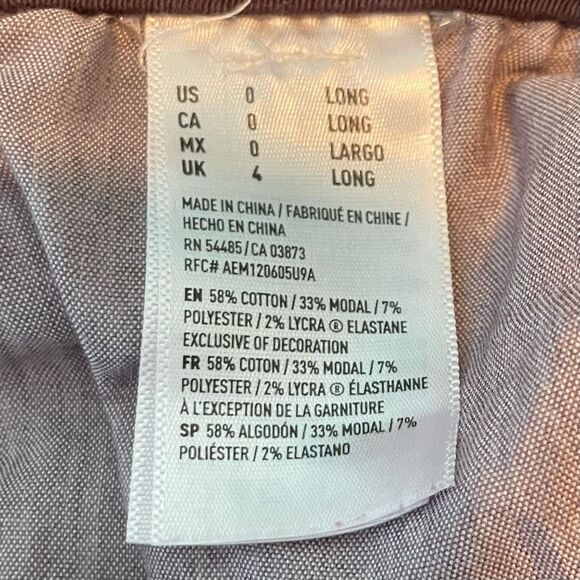 US 0 LONG
CA 0 LONG
MX 0 LARGO
UK 4 LONG
MADE IN CHINA / FABRIQUÉ EN CHINE /
HECHO EN CHINA
RN 54485 / CA 03873
RFC# AEM120605U9A
EN 58% COTTON / 33% MODAL / 7%
POLYESTER / 2% LYCRA ® ELASTANE
EXCLUSIVE OF DECORATION
FR 58% COTON / 33% MODAL / 7%
POLYESTER / 2% LYCRA ® ÉLASTHANNE
À L'EXCEPTION DE LA GARNITURE
SP 58% ALGODÓN / 33% MODAL / 7%
POLIÉSTER / 2% ELASTANO